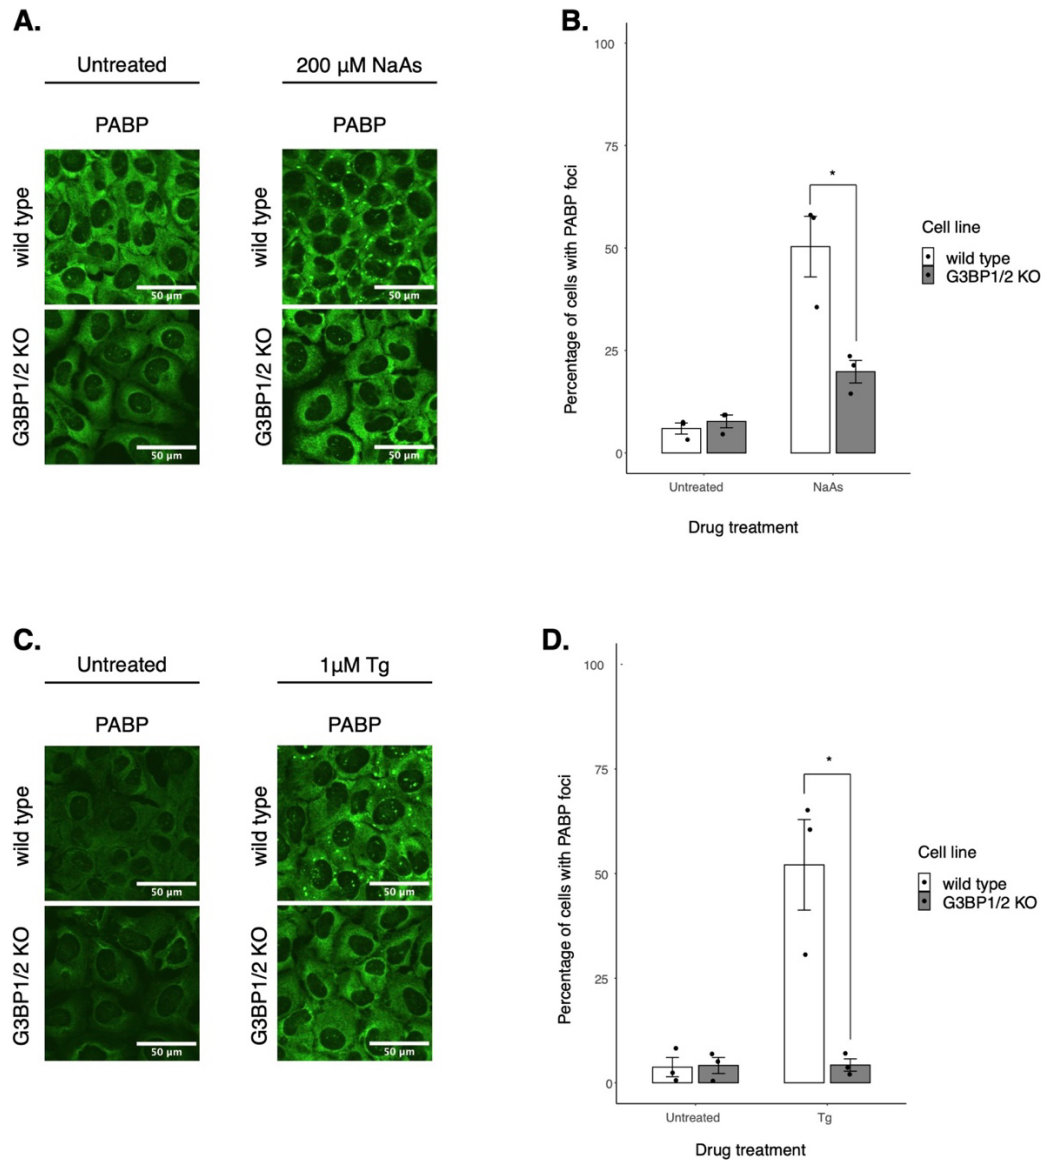 A.
Untreated
200 µM NaAs
PABP
PABP
wild type
50 µm
wild type
50 µm
G3BP1/2 KO
50 µm
G3BP1/2 KO
50 µm
B.
100
75
50
25
0
Percentage of cells with PABP foci
*
Untreated
NaAs
Drug treatment
Cell line
wild type
G3BP1/2 KO
C.
Untreated
1µM Tg
PABP
PABP
wild type
50 µm
wild type
50 µm
G3BP1/2 KO
50 µm
G3BP1/2 KO
50 µm
D.
100
75
50
25
0
Percentage of cells with PABP foci
*
Untreated
Tg
Drug treatment
Cell line
wild type
G3BP1/2 KO